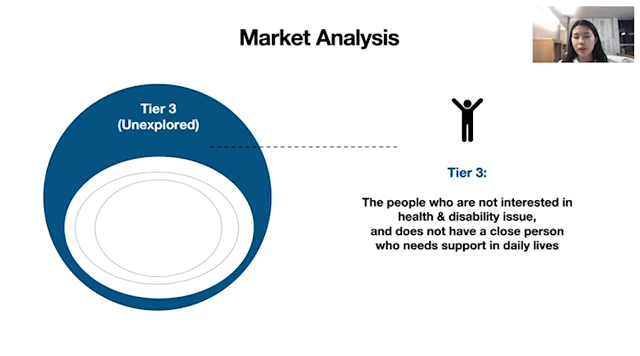 Market Analysis
Tier 3
(Unexplored)
Tier 3:
The people who are not interested in
health & disability issue,
and does not have a close person
who needs support in daily lives